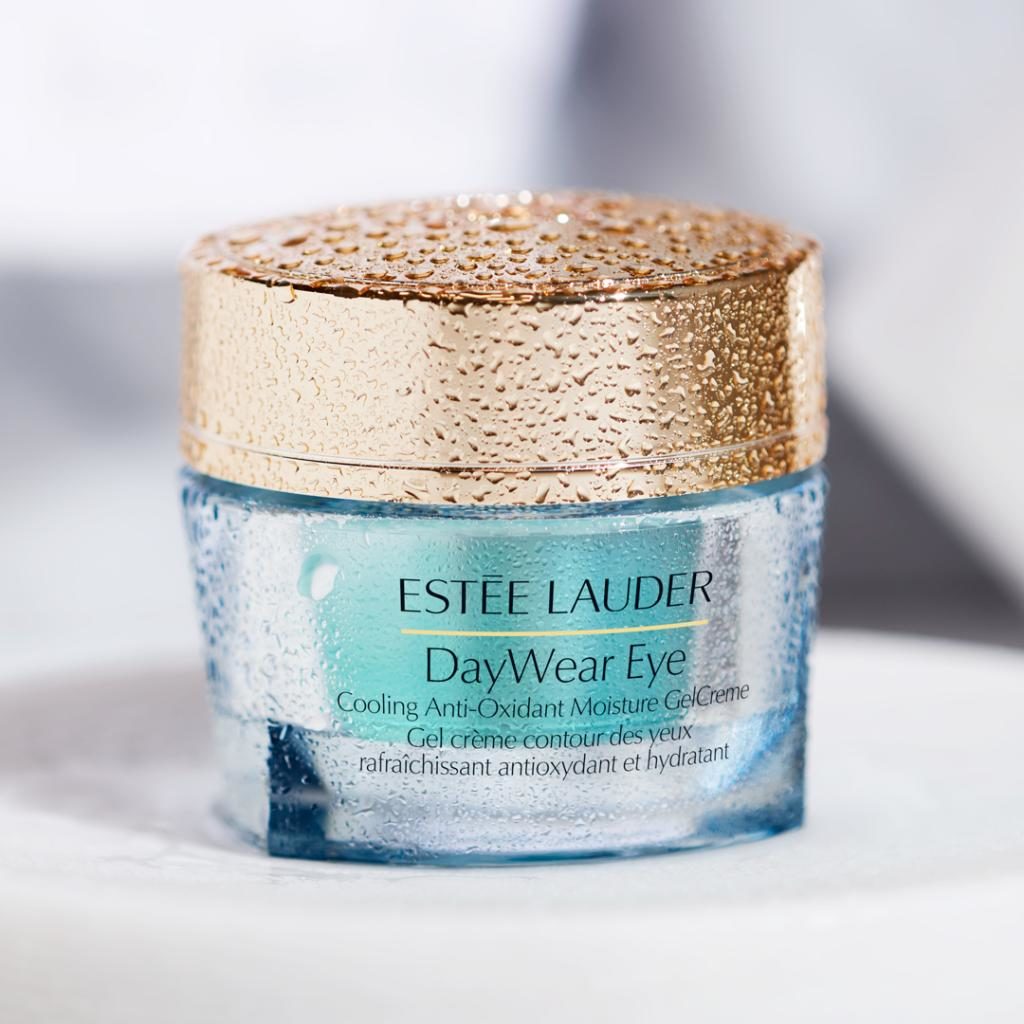 ESTĒE LAUDER
DayWear Eye
Cooling Anti-Oxidant Moisture GelCreme
Gel crème contour des yeux
rafraîchissant antioxydant et hydratant